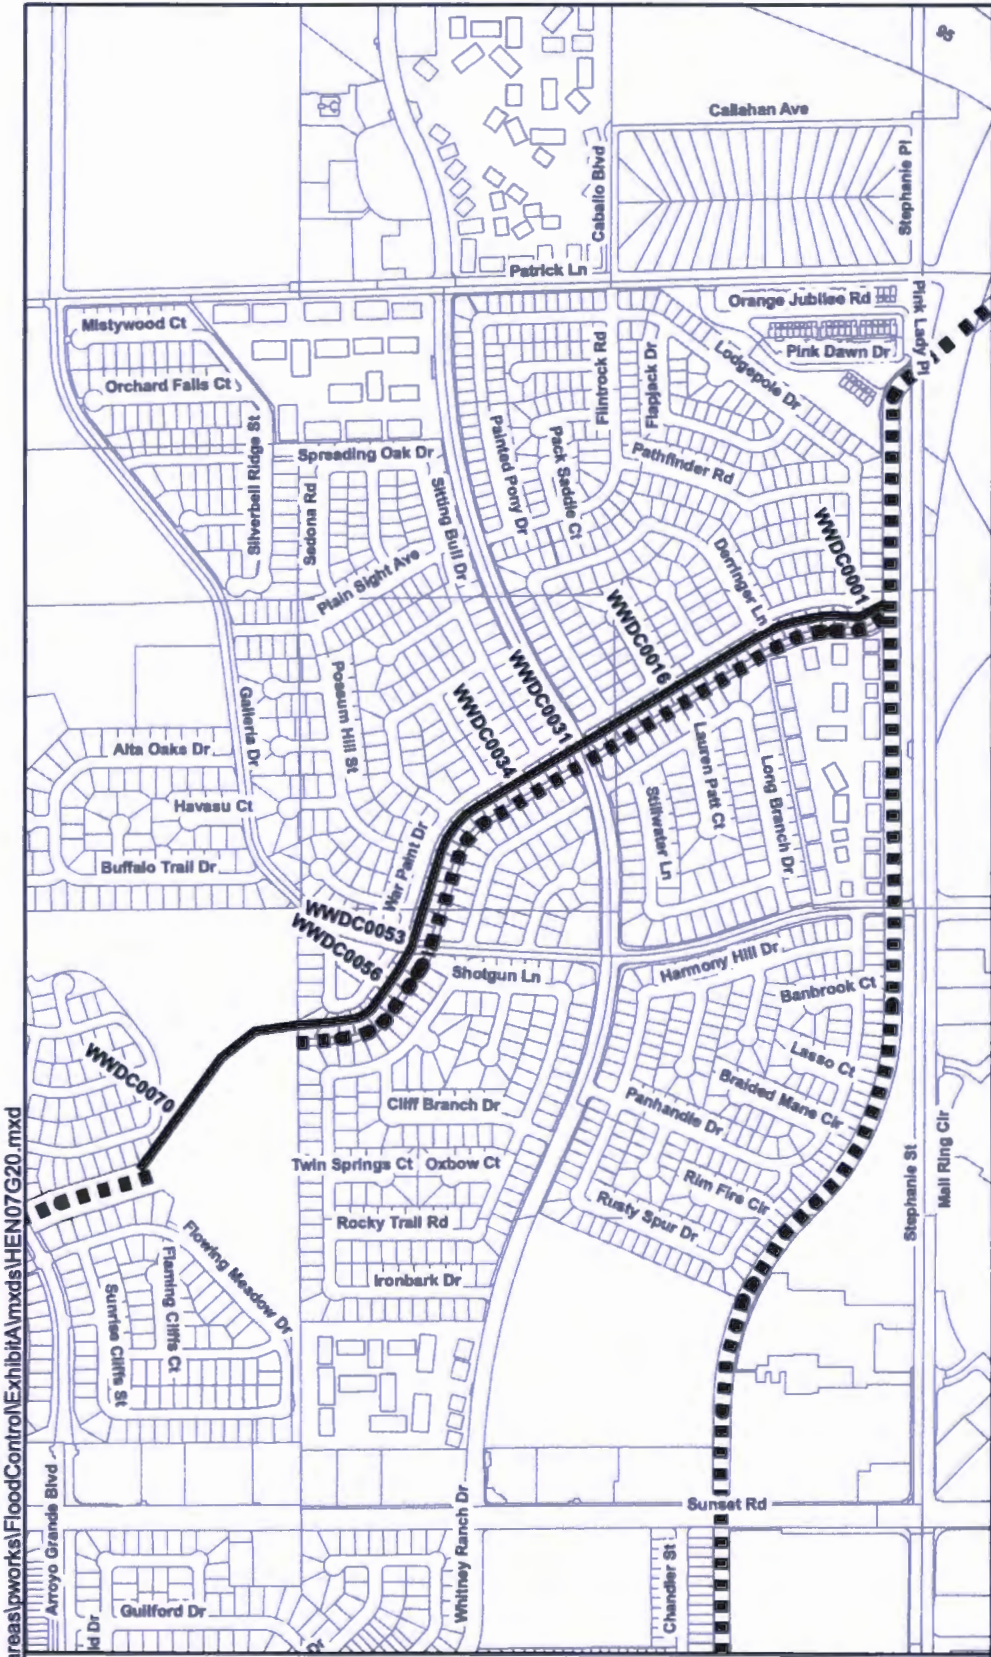 95
Callahan Ave
Caballo Blvd
Stephanie Pl
Patrick Ln
Orange Jubilee Rd
Pink Lady Pl
Mistywood Ct
Pink Dawn Dr
Lodgepole Dr
Orchard Falls Ct
Flintrock Rd
Flapjack Dr
Silverbell Ridge St
Spreading Oak Dr
Painted Pony Dr
Pack Saddle Ct
Pathfinder Rd
Sedona Rd
Sitting Bull Dr
WWDC0001
Plain Sight Ave
Derringer Ln
WWDC0016
WWDC0031
Possum Hill St
WWDC0034
Galleria Dr
Alta Oaks Dr
Lauren Patt Ct
Long Branch Dr
Havasu Ct
Stillwater Ln
War Paint Dr
Buffalo Trail Dr
WWDC0053
WWDC0056
Shotgun Ln
Harmony Hill Dr
Banbrook Ct
Lasso Ct
WWDC0070
Braided Mane Cir
Cliff Branch Dr
Panhandle Dr
Mall Ring Cir
Stephanie St
Twin Springs Ct
Oxbow Ct
Rim Fire Cir
Rusty Spur Dr
Rocky Trail Rd
Flowing Meadow Dr
Flaming Cliffs Ct
Sunrise Cliffs St
Ironbark Dr
areas\pworks\FloodControl\ExhibitA\mxds\HEN07G20.mxd
Arroyo Grande Blvd
Sunset Rd
Whitney Ranch Dr
Chandler St
Guilford Dr
ld Dr
Dr